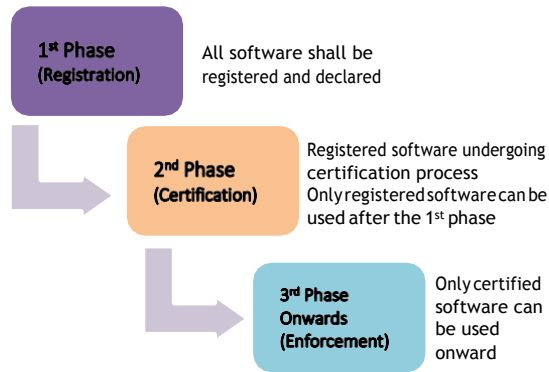 1st Phase
(Registration)
All software shall be
registered and declared
2nd Phase
(Certification)
Registered software undergoing
certification process
Only registered software can be
used after the 1st phase
3rd Phase
Onwards
(Enforcement)
Only certified
software can
be used
onward